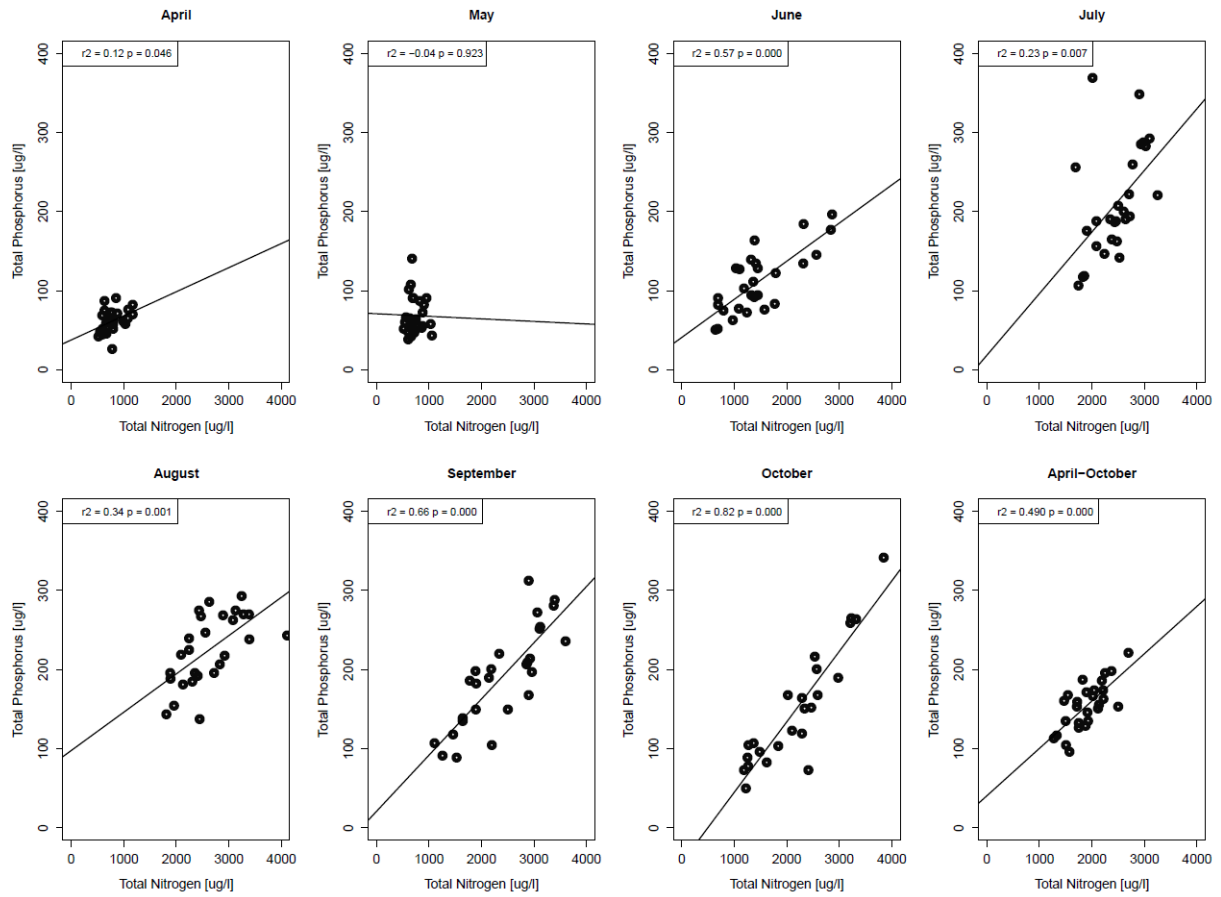 April
r2 = 0.12 p = 0.046
Total Phosphorus [ug/l]
0 100 200 300 400
0 1000 2000 3000 4000
Total Nitrogen [ug/l]
May
r2 = −0.04 p = 0.923
Total Phosphorus [ug/l]
0 100 200 300 400
0 1000 2000 3000 4000
Total Nitrogen [ug/l]
June
r2 = 0.57 p = 0.000
Total Phosphorus [ug/l]
0 100 200 300 400
0 1000 2000 3000 4000
Total Nitrogen [ug/l]
July
r2 = 0.23 p = 0.007
Total Phosphorus [ug/l]
0 100 200 300 400
0 1000 2000 3000 4000
Total Nitrogen [ug/l]
August
r2 = 0.34 p = 0.001
Total Phosphorus [ug/l]
0 100 200 300 400
0 1000 2000 3000 4000
Total Nitrogen [ug/l]
September
r2 = 0.66 p = 0.000
Total Phosphorus [ug/l]
0 100 200 300 400
0 1000 2000 3000 4000
Total Nitrogen [ug/l]
October
r2 = 0.82 p = 0.000
Total Phosphorus [ug/l]
0 100 200 300 400
0 1000 2000 3000 4000
Total Nitrogen [ug/l]
April−October
r2 = 0.490 p = 0.000
Total Phosphorus [ug/l]
0 100 200 300 400
0 1000 2000 3000 4000
Total Nitrogen [ug/l]